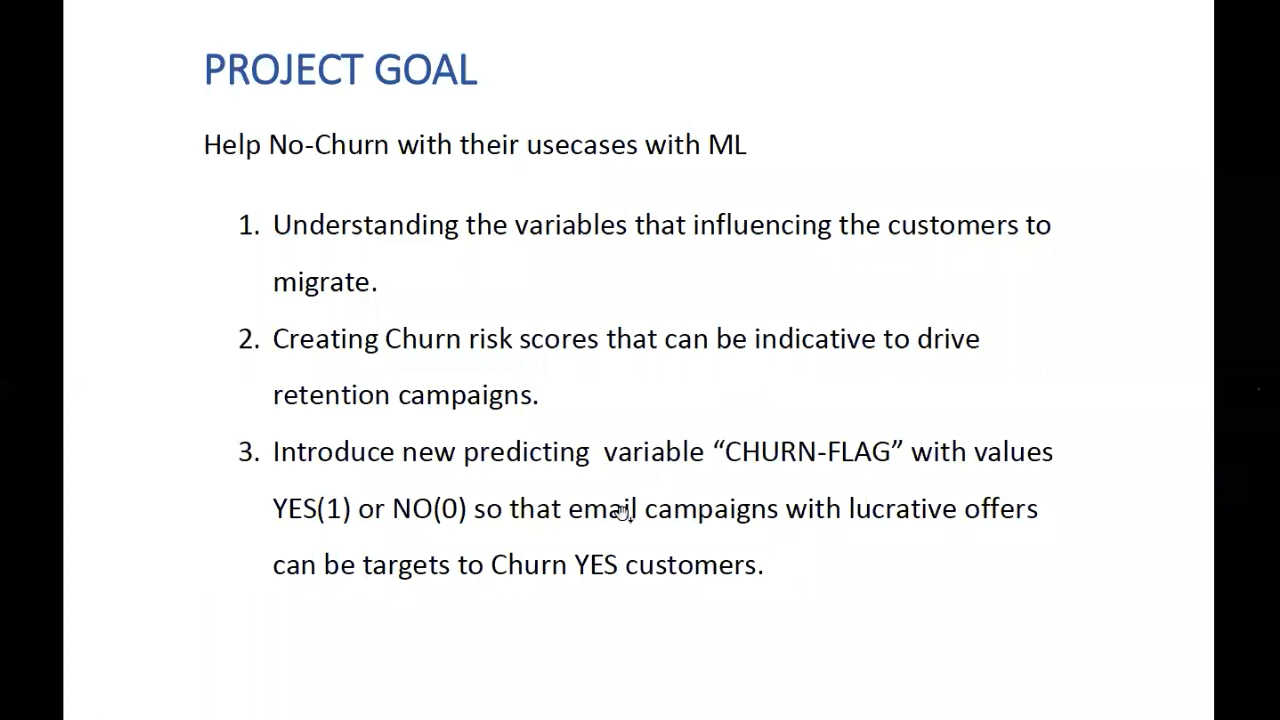 PROJECT GOAL
Help No-Churn with their usecases with ML
1. Understanding the variables that influencing the customers to
migrate.
2. Creating Churn risk scores that can be indicative to drive
retention campaigns.
3. Introduce new predicting  variable “CHURN-FLAG” with values
YES(1) or NO(0) so that email campaigns with lucrative offers
can be targets to Churn YES customers.